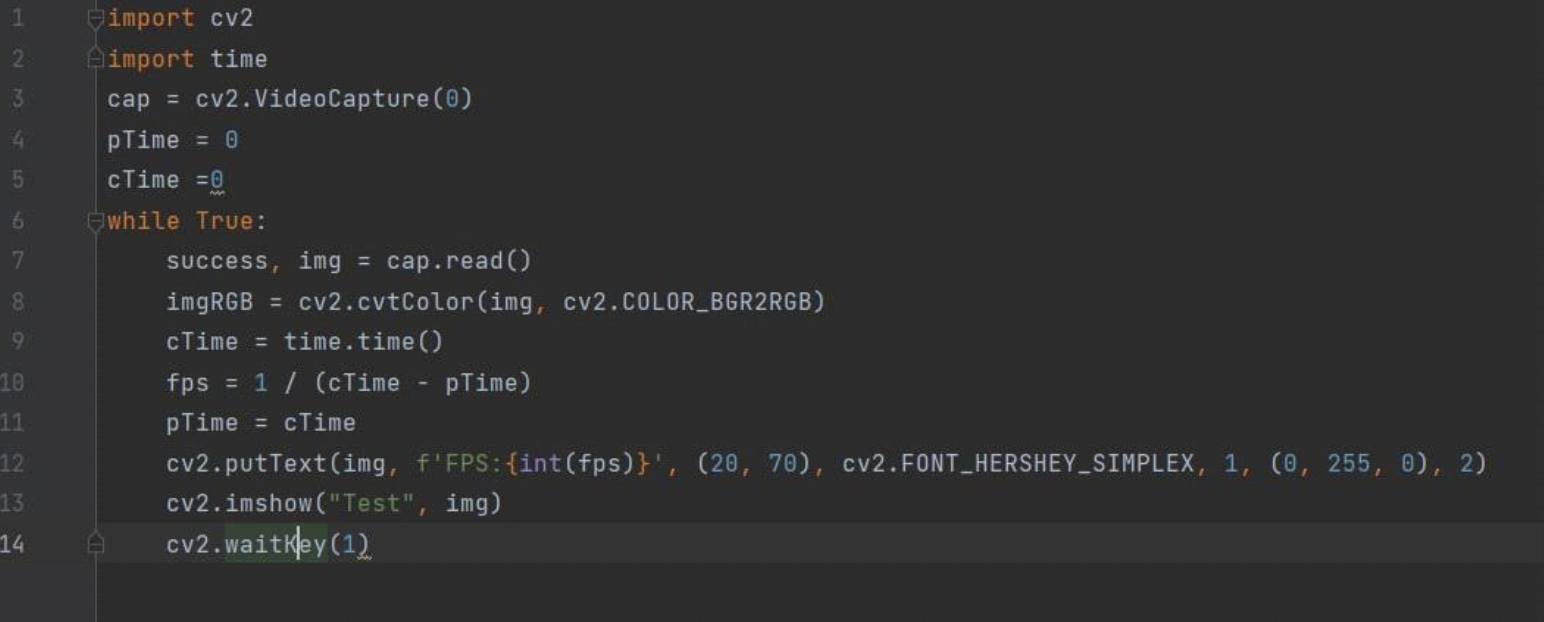 1 import cv2
2 import time
3 cap = cv2.VideoCapture(0)
4 pTime = 0
5 cTime =0
6 while True:
7     success, img = cap.read()
8     imgRGB = cv2.cvtColor(img, cv2.COLOR_BGR2RGB)
9     cTime = time.time()
10     fps = 1 / (cTime - pTime)
11     pTime = cTime
12     cv2.putText(img, f'FPS:{int(fps)}', (20, 70), cv2.FONT_HERSHEY_SIMPLEX, 1, (0, 255, 0), 2)
13     cv2.imshow("Test", img)
14     cv2.waitKey(1)